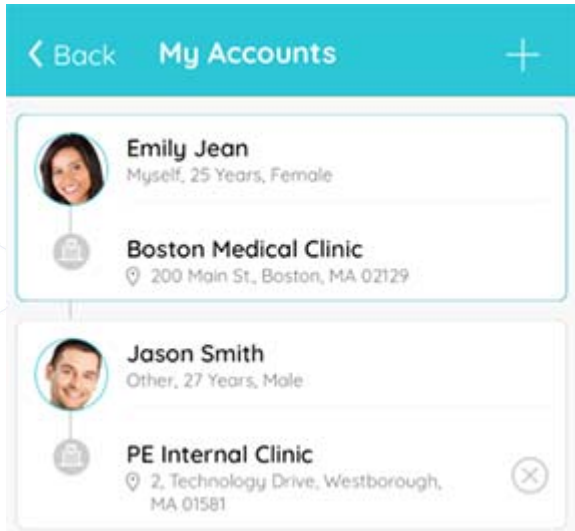 Back My Accounts
Emily Jean
Myself, 25 Years, Female
Boston Medical Clinic
200 Main St., Boston, MA 02129
Jason Smith
Other, 27 Years, Male
PE Internal Clinic
2, Technology Drive, Westborough,
MA 01581